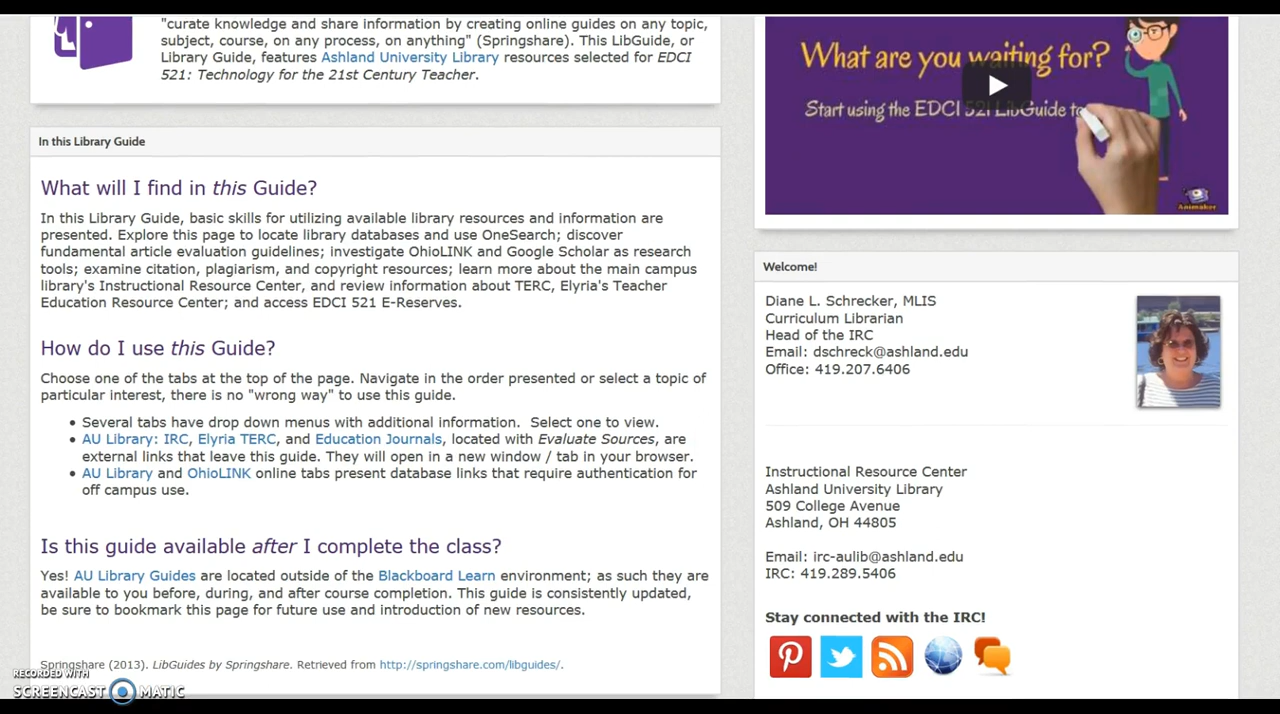 "curate knowledge and share information by creating online guides on any topic,
subject, course, on any process, on anything" (Springshare). This LibGuide, or
Library Guide, features Ashland University Library resources selected for EDCI
521: Technology for the 21st Century Teacher.
In this Library Guide
What will I find in this Guide?
In this Library Guide, basic skills for utilizing available library resources and information are
presented. Explore this page to locate library databases and use OneSearch; discover
fundamental article evaluation guidelines; investigate OhioLINK and Google Scholar as research
tools; examine citation, plagiarism, and copyright resources; learn more about the main campus
library's Instructional Resource Center, and review information about TERC, Elyria's Teacher
Education Resource Center; and access EDCI 521 E-Reserves.
How do I use this Guide?
Choose one of the tabs at the top of the page. Navigate in the order presented or select a topic of
particular interest, there is no "wrong way" to use this guide.
• Several tabs have drop down menus with additional information. Select one to view.
• AU Library: IRC, Elyria TERC, and Education Journals, located with Evaluate Sources, are
external links that leave this guide. They will open in a new window / tab in your browser.
• AU Library and OhioLINK online tabs present database links that require authentication for
off campus use.
Is this guide available after I complete the class?
Yes! AU Library Guides are located outside of the Blackboard Learn environment; as such they are
available to you before, during, and after course completion. This guide is consistently updated,
be sure to bookmark this page for future use and introduction of new resources.
Springshare (2013). LibGuides by Springshare. Retrieved from http://springshare.com/libguides/.
RECORDED WITH
SCREENCAST MATIC
What are you waiting for?
Start using the EDCI 521 LibGuide
Animaker
Welcome!
Diane L. Schrecker, MLIS
Curriculum Librarian
Head of the IRC
Email: dschreck@ashland.edu
Office: 419.207.6406
Instructional Resource Center
Ashland University Library
509 College Avenue
Ashland, OH 44805
Email: irc-aulib@ashland.edu
IRC: 419.289.5406
Stay connected with the IRC!